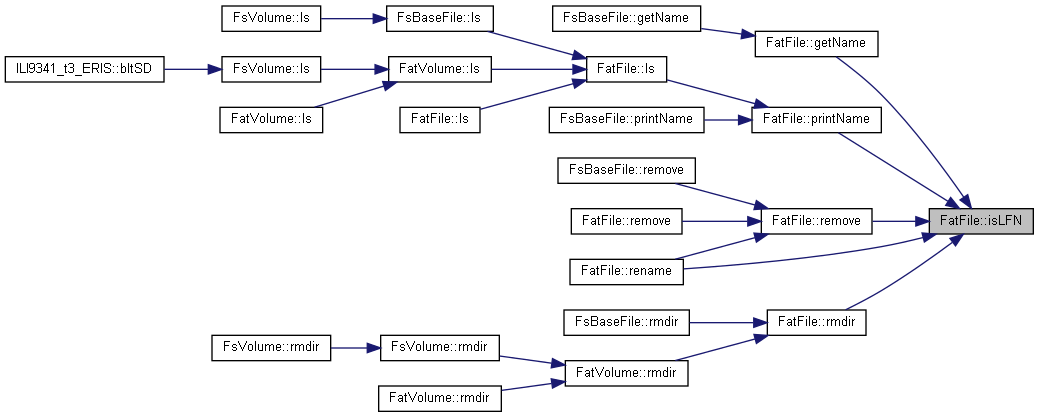 FsVolume::ls
FsBaseFile::ls
FsBaseFile::getName
FatFile::getName
ILI9341_t3_ERIS::bltSD
FsVolume::ls
FatVolume::ls
FatFile::ls
FatVolume::ls
FatFile::ls
FsBaseFile::printName
FatFile::printName
FsBaseFile::remove
FatFile::remove
FatFile::remove
FatFile::isLFN
FatFile::rename
FsBaseFile::rmdir
FatFile::rmdir
FsVolume::rmdir
FsVolume::rmdir
FatVolume::rmdir
FatVolume::rmdir